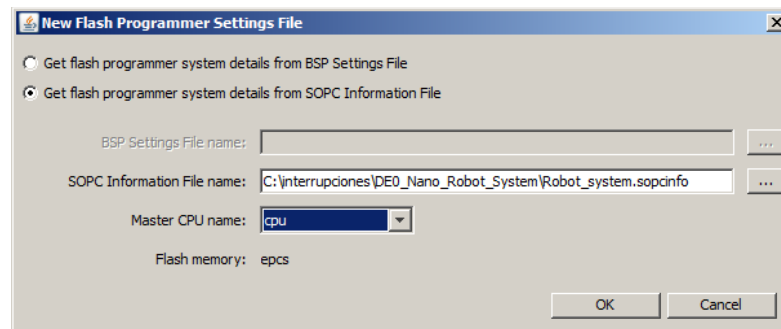 New Flash Programmer Settings File
Get flash programmer system details from BSP Settings File
Get flash programmer system details from SOPC Information File
BSP Settings File name:
...
SOPC Information File name: C:\interrupciones\DE0_Nano_Robot_System\Robot_system.sopcinfo
...
Master CPU name: cpu
Flash memory: epcs
OK Cancel